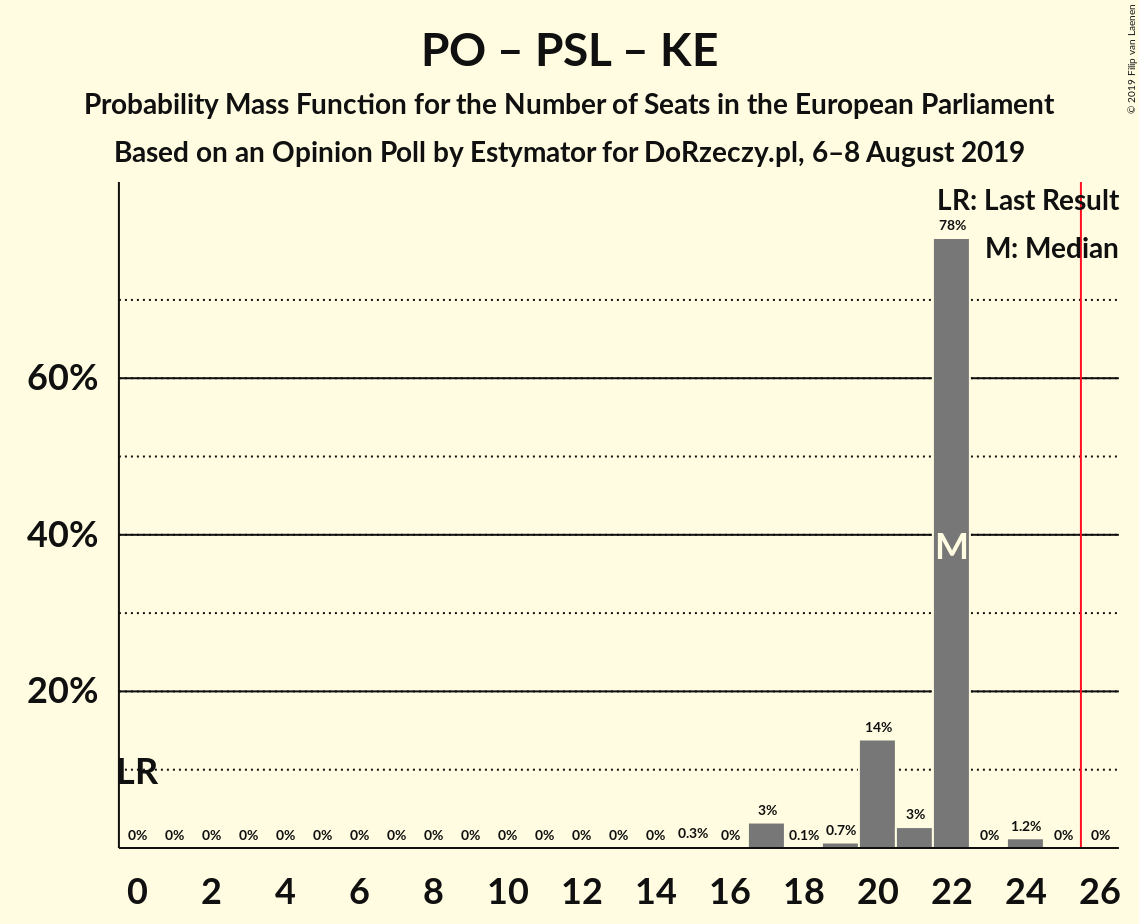 PO – PSL – KE
Probability Mass Function for the Number of Seats in the European Parliament
Based on an Opinion Poll by Estymator for DoRzeczy.pl, 6–8 August 2019
© 2019 Filip van Laenen
LR: Last Result
M: Median
60%
40%
20%
LR
M
0% 0% 0% 0% 0% 0% 0% 0% 0% 0% 0% 0% 0% 0% 0% 0.3% 0% 3% 0.1% 0.7% 14% 3% 78% 0% 1.2% 0% 0%
0 2 4 6 8 10 12 14 16 18 20 22 24 26